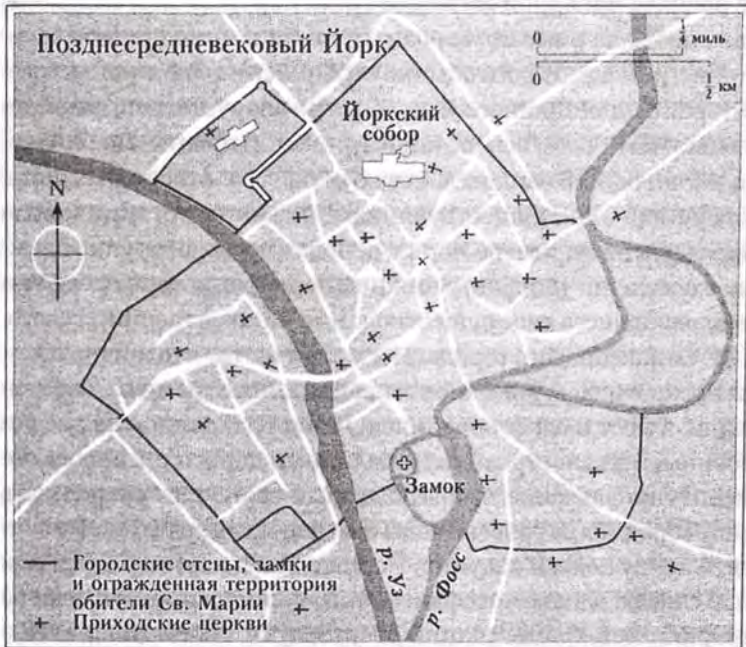 Позднесредневековый Йорк
0 1/4 миль
0 1/2 км
Йоркский
собор
N
Замок
р. Уз
р. Фосс
Городские стены, замки
и огражденная территория
обители Св. Марии
Приходские церкви